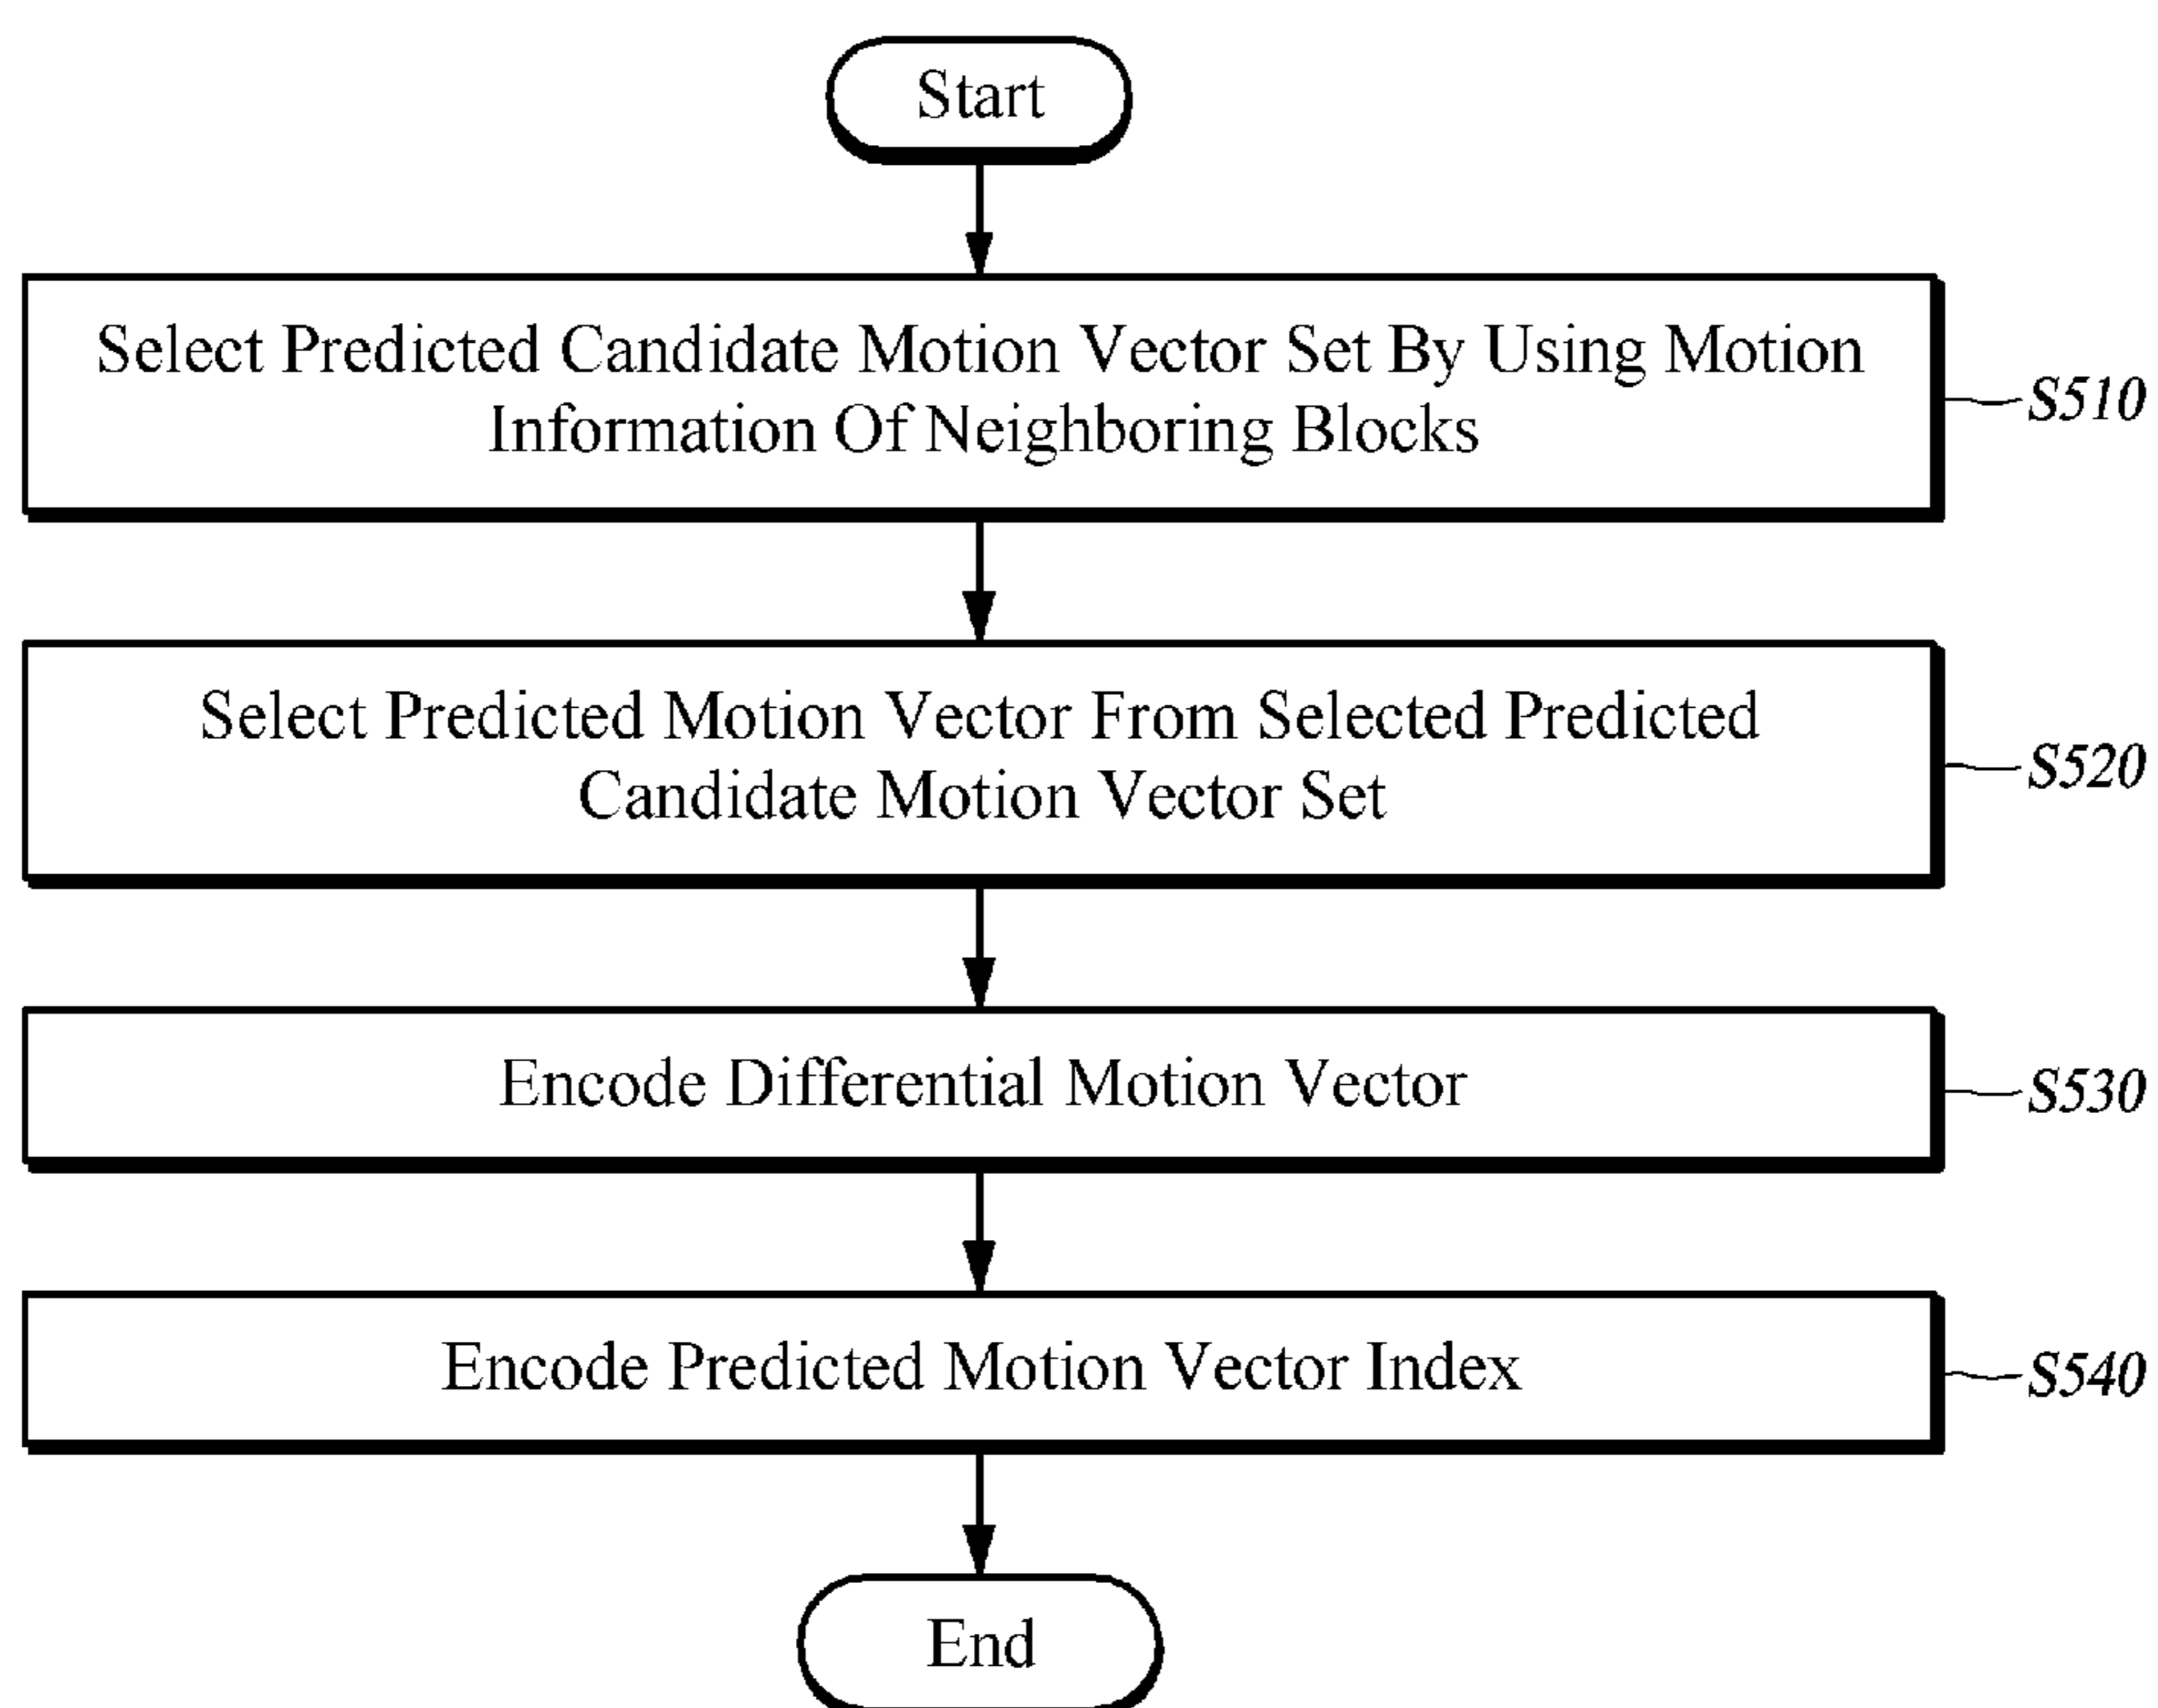 Start
Select Predicted Candidate Motion Vector Set By Using Motion
Information Of Neighboring Blocks
S510
Select Predicted Motion Vector From Selected Predicted
Candidate Motion Vector Set
S520
Encode Differential Motion Vector
S530
Encode Predicted Motion Vector Index
S540
End